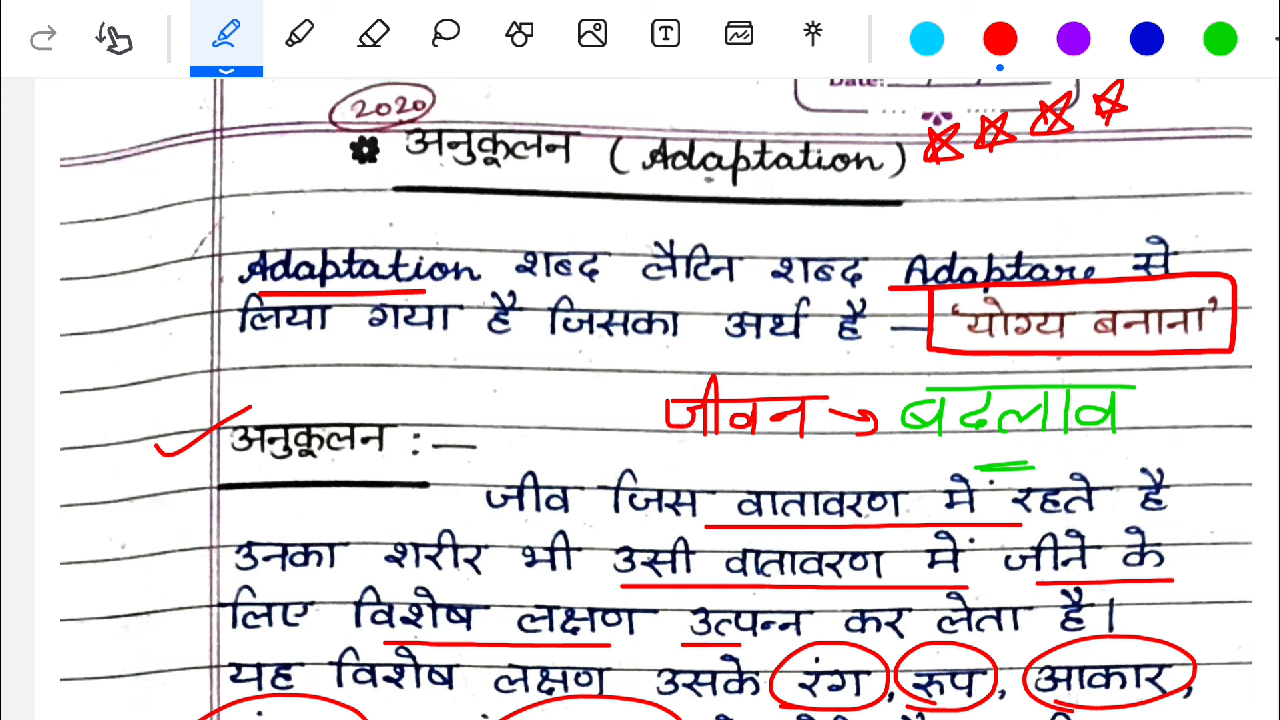 Date:
2020
अनुकूलन (Adaptation)
Adaptation शब्द लैटिन शब्द Adaptare से
लिया गया है जिसका अर्थ है — 'योग्य बनाना'
जीवन → बदलाव
अनुकूलन :—
जीव जिस वातावरण में रहते है
उनका शरीर भी उसी वातावरण में जीने के
लिए विशेष लक्षण उत्पन्न कर लेता है।
यह विशेष लक्षण उसके रंग, रूप, आकार,